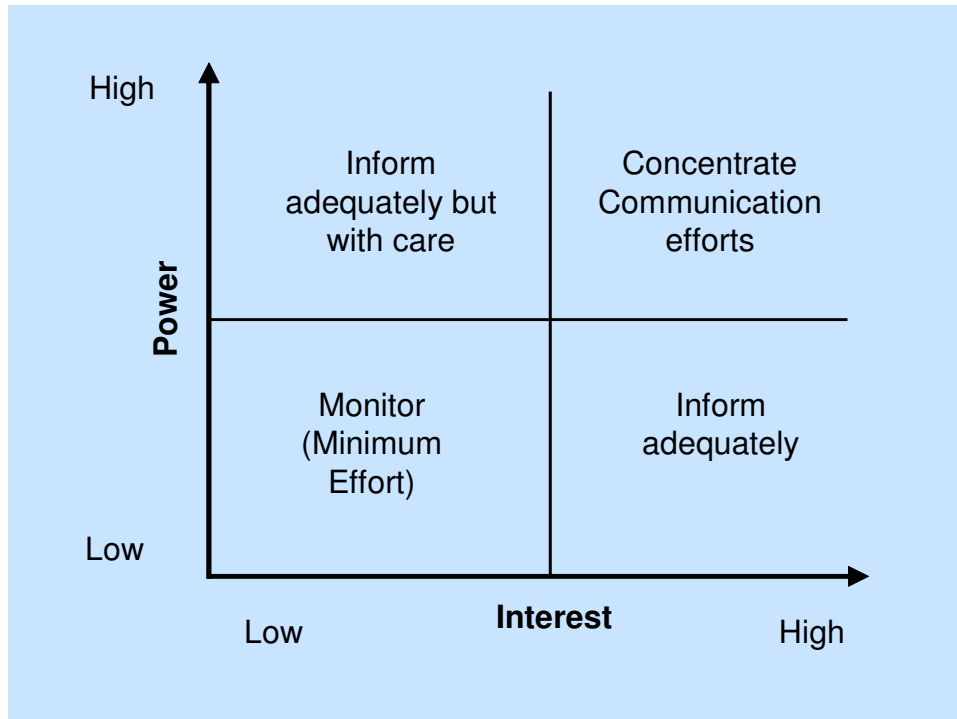 High
Inform
adequately but
with care
Concentrate
Communication
efforts
Power
Monitor
(Minimum
Effort)
Inform
adequately
Low
Interest
Low
High